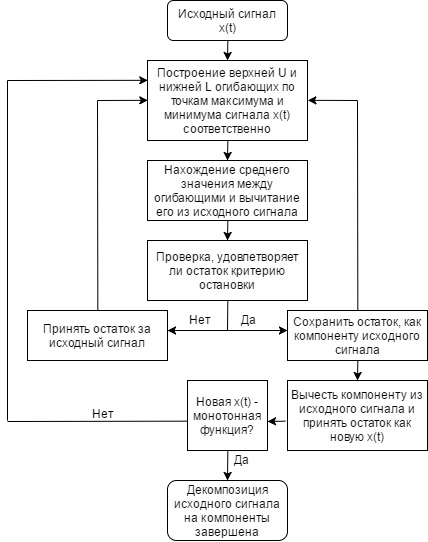 Исходный сигнал
x(t)
Построение верхней U и
нижней L огибающих по
точкам максимума и
минимума сигнала x(t)
соответственно
Нахождение среднего
значения между
огибающими и вычитание
его из исходного сигнала
Проверка, удовлетворяет
ли остаток критерию
остановки
Нет
Да
Принять остаток за
исходный сигнал
Сохранить остаток, как
компоненту исходного
сигнала
Вычесть компоненту из
исходного сигнала и
принять остаток как
новую x(t)
Новая x(t) -
монотонная
функция?
Нет
Да
Декомпозиция
исходного сигнала
на компоненты
завершена